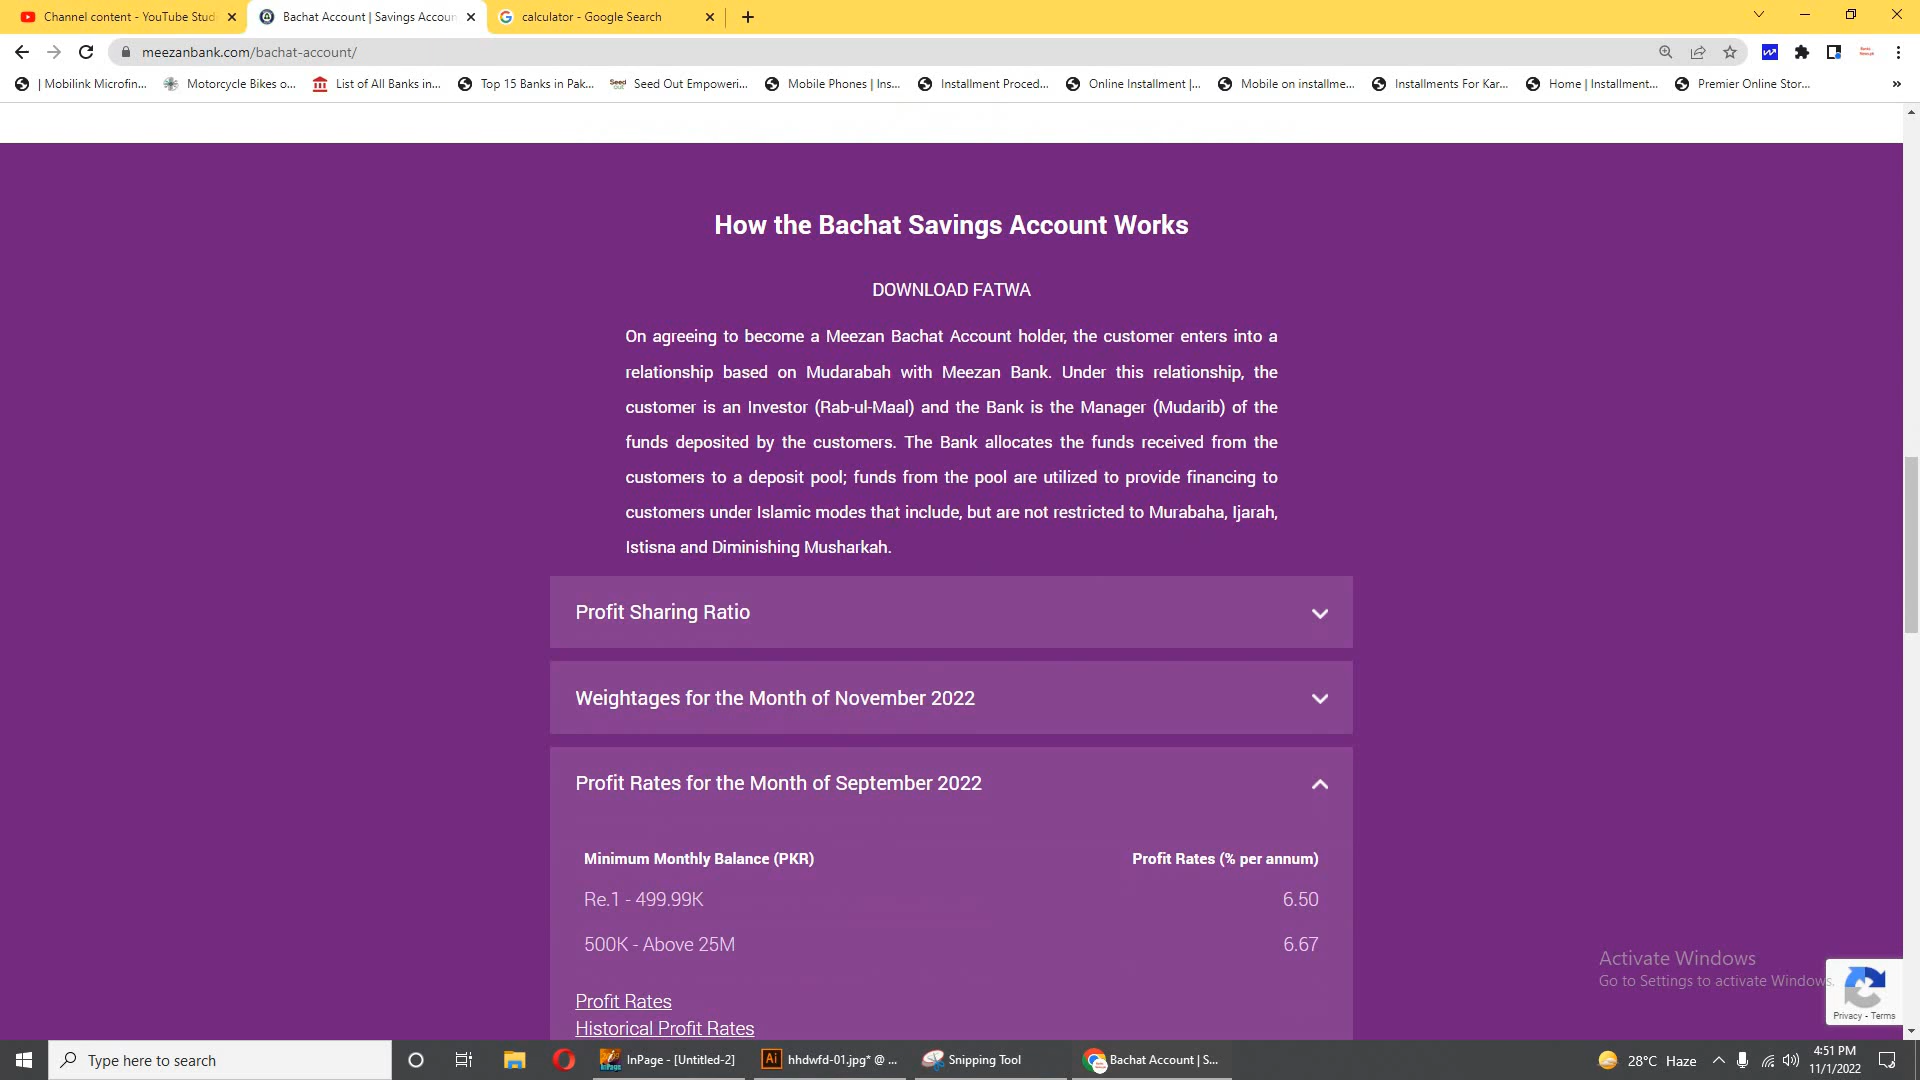 Channel content - YouTube Stud
Bachat Account | Savings Accoun
calculator - Google Search
meezanbank.com/bachat-account/
| Mobilink Microfin...
Motorcycle Bikes o...
List of All Banks in...
Top 15 Banks in Pak...
Seed Out Empoweri...
Mobile Phones | Ins...
Installment Proced...
Online Installment |...
Mobile on installme...
Installments For Kar...
Home | Installment...
Premier Online Stor...
»
How the Bachat Savings Account Works
DOWNLOAD FATWA
On agreeing to become a Meezan Bachat Account holder, the customer enters into a
relationship based on Mudarabah with Meezan Bank. Under this relationship, the
customer is an Investor (Rab-ul-Maal) and the Bank is the Manager (Mudarib) of the
funds deposited by the customers. The Bank allocates the funds received from the
customers to a deposit pool; funds from the pool are utilized to provide financing to
customers under Islamic modes that include, but are not restricted to Murabaha, Ijarah,
Istisna and Diminishing Musharkah.
Profit Sharing Ratio
Weightages for the Month of November 2022
Profit Rates for the Month of September 2022
Minimum Monthly Balance (PKR) Profit Rates (% per annum)
Re.1 - 499.99K 6.50
500K - Above 25M 6.67
Profit Rates
Historical Profit Rates
Activate Windows
Go to Settings to activate Windows.
Privacy - Terms
Type here to search
InPage - [Untitled-2]
Ai hhdwfd-01.jpg* @ ...
Snipping Tool
Bachat Account | S...
28°C Haze
4:51 PM
11/1/2022